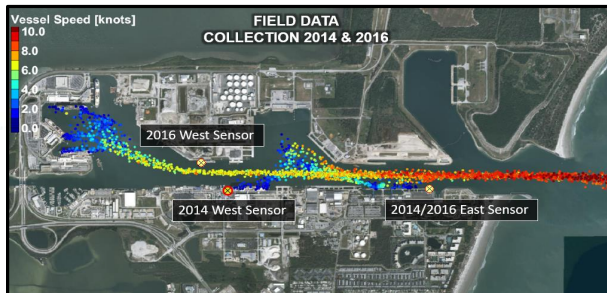 Vessel Speed [knots]
10.0
8.0
6.0
4.0
2.0
0.0
FIELD DATA
COLLECTION 2014 & 2016
2016 West Sensor
2014 West Sensor
2014/2016 East Sensor